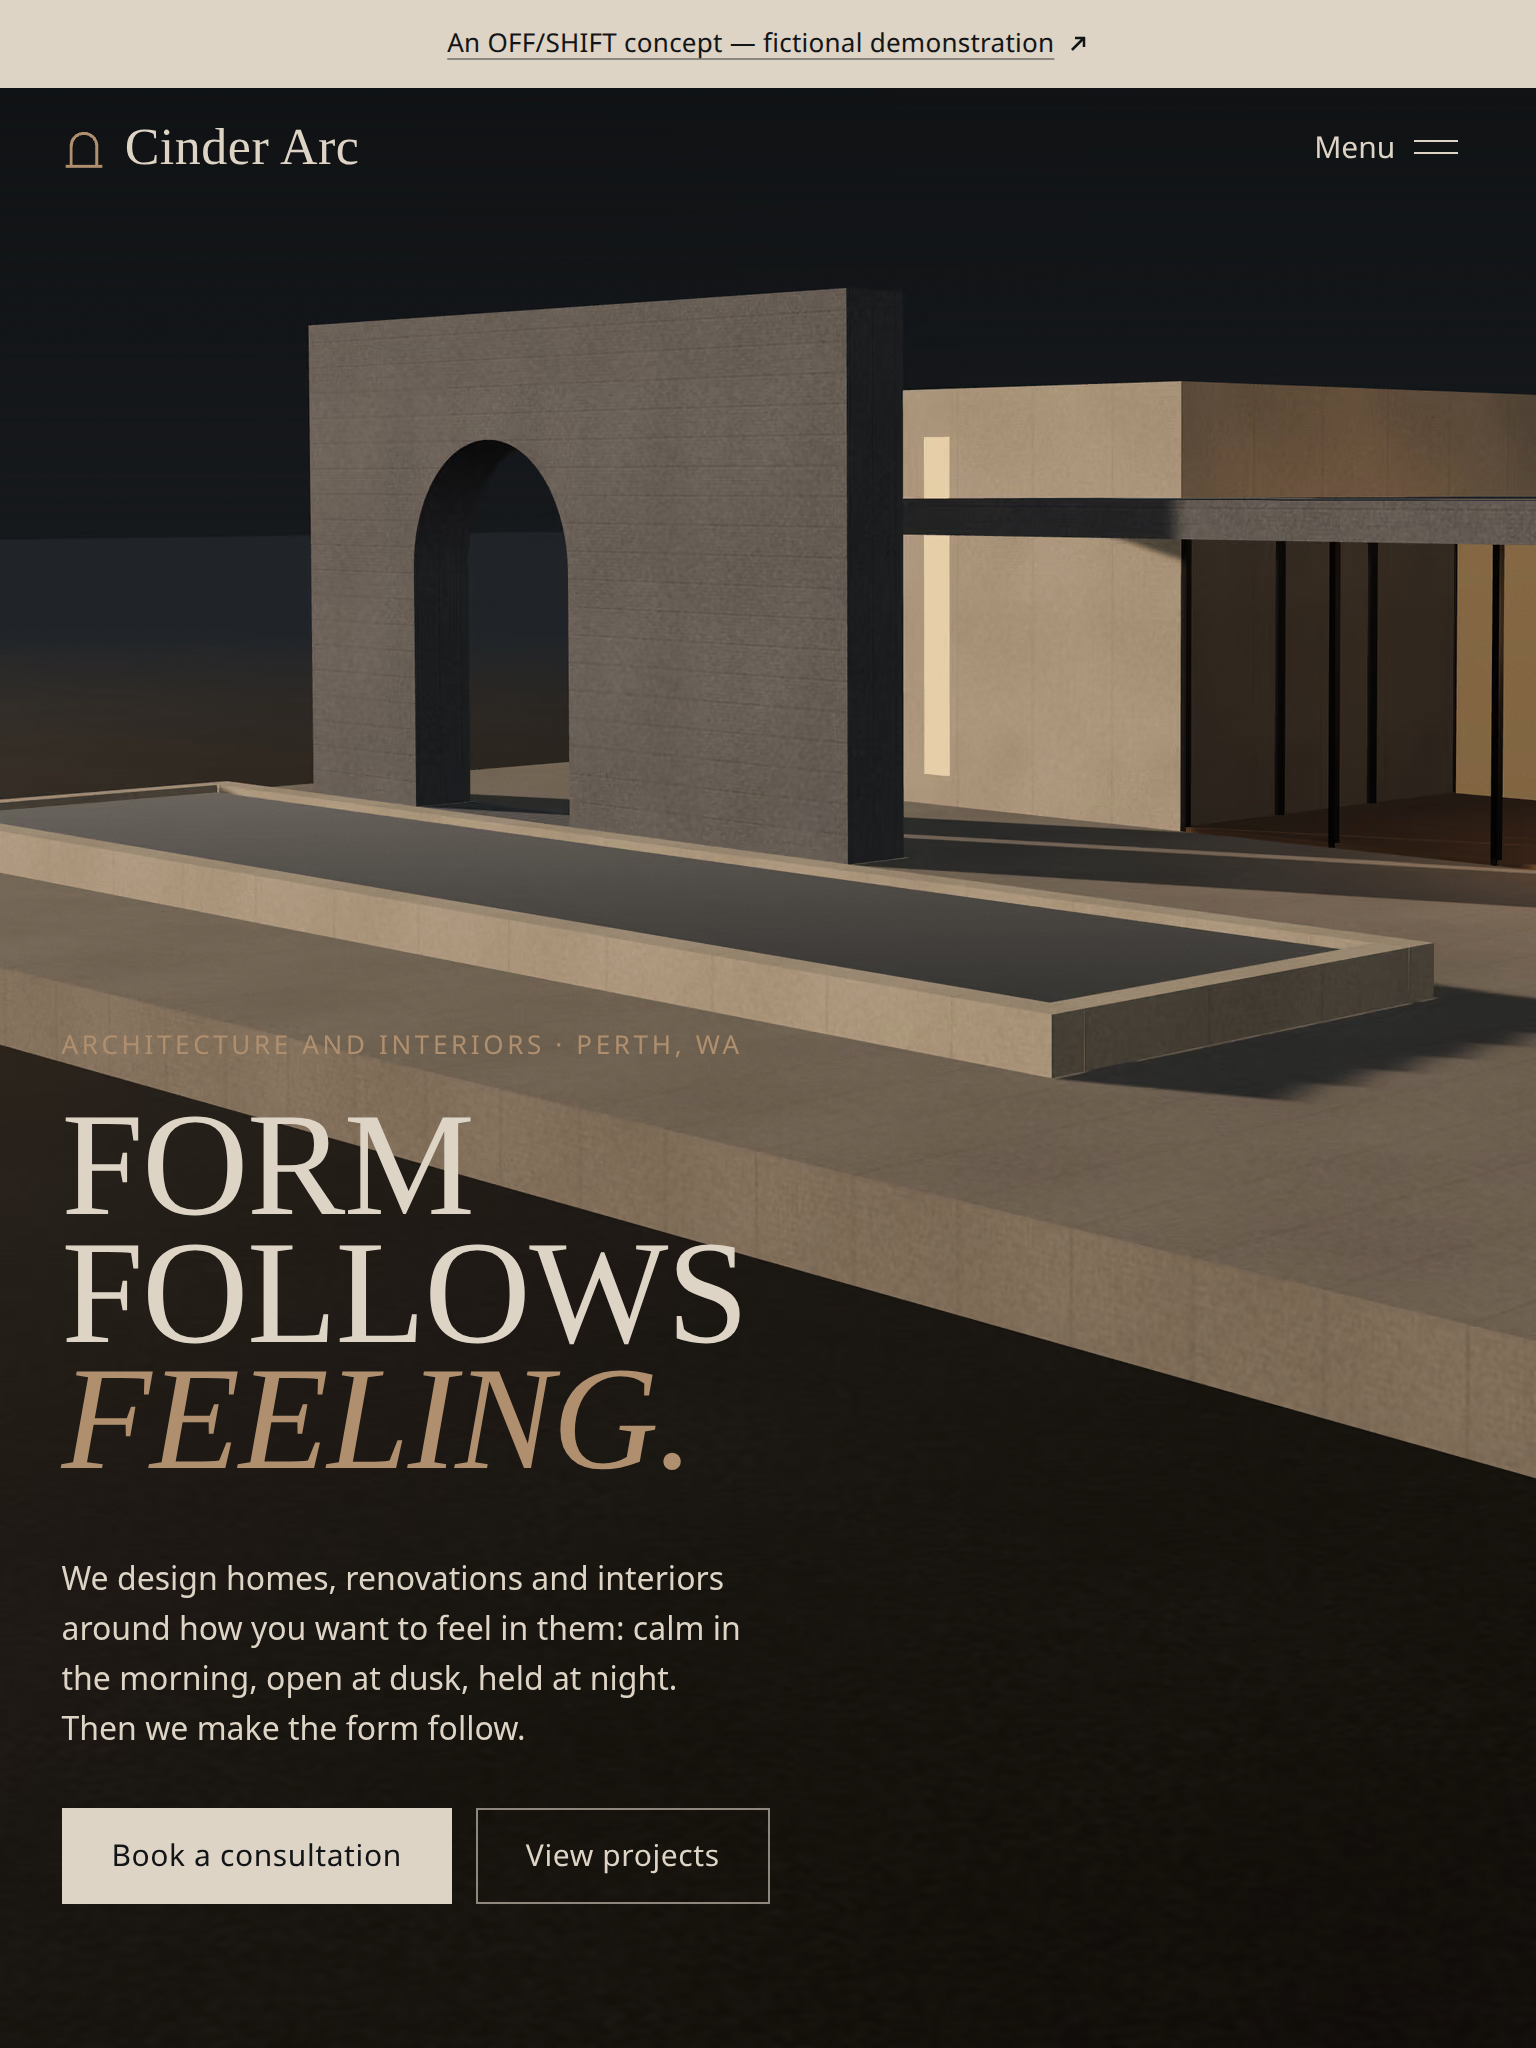 An OFF/SHIFT concept — fictional demonstration ↗
Cinder Arc
Menu
ARCHITECTURE AND INTERIORS · PERTH, WA
FORM
FOLLOWS
FEELING.
We design homes, renovations and interiors
around how you want to feel in them: calm in
the morning, open at dusk, held at night.
Then we make the form follow.
Book a consultation
View projects